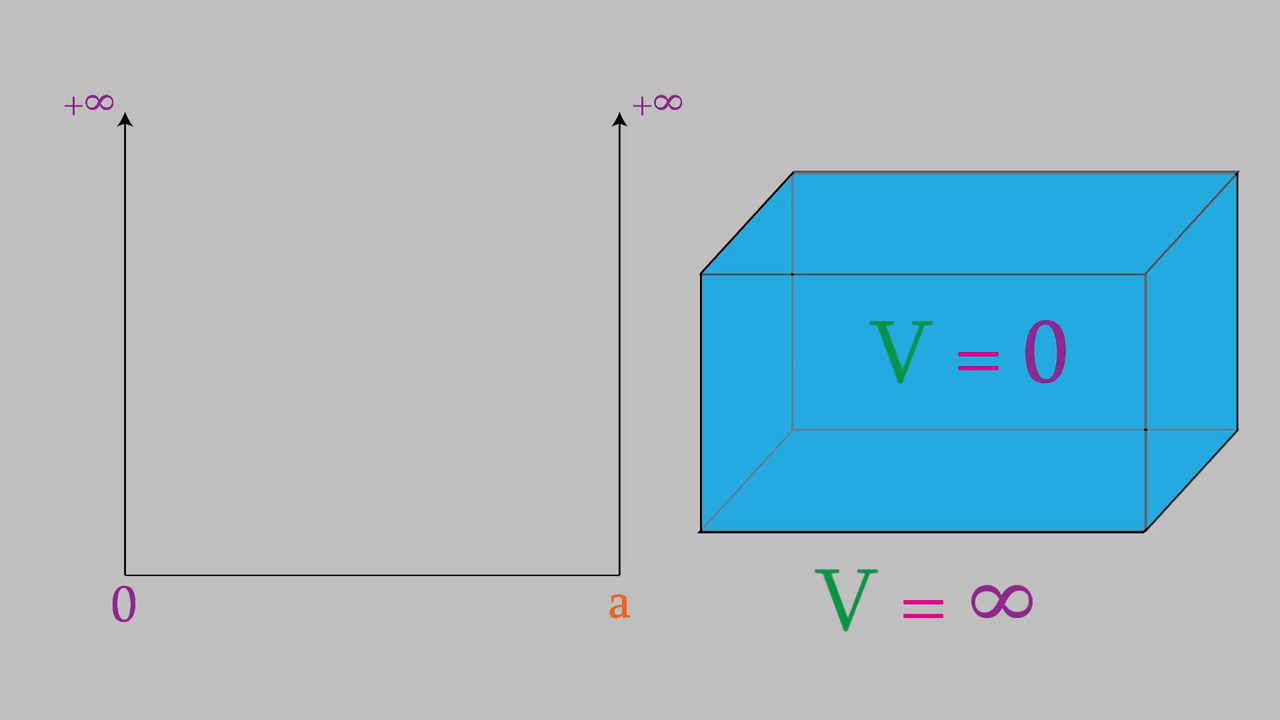 +∞ +∞
V = 0
V = ∞
0 a